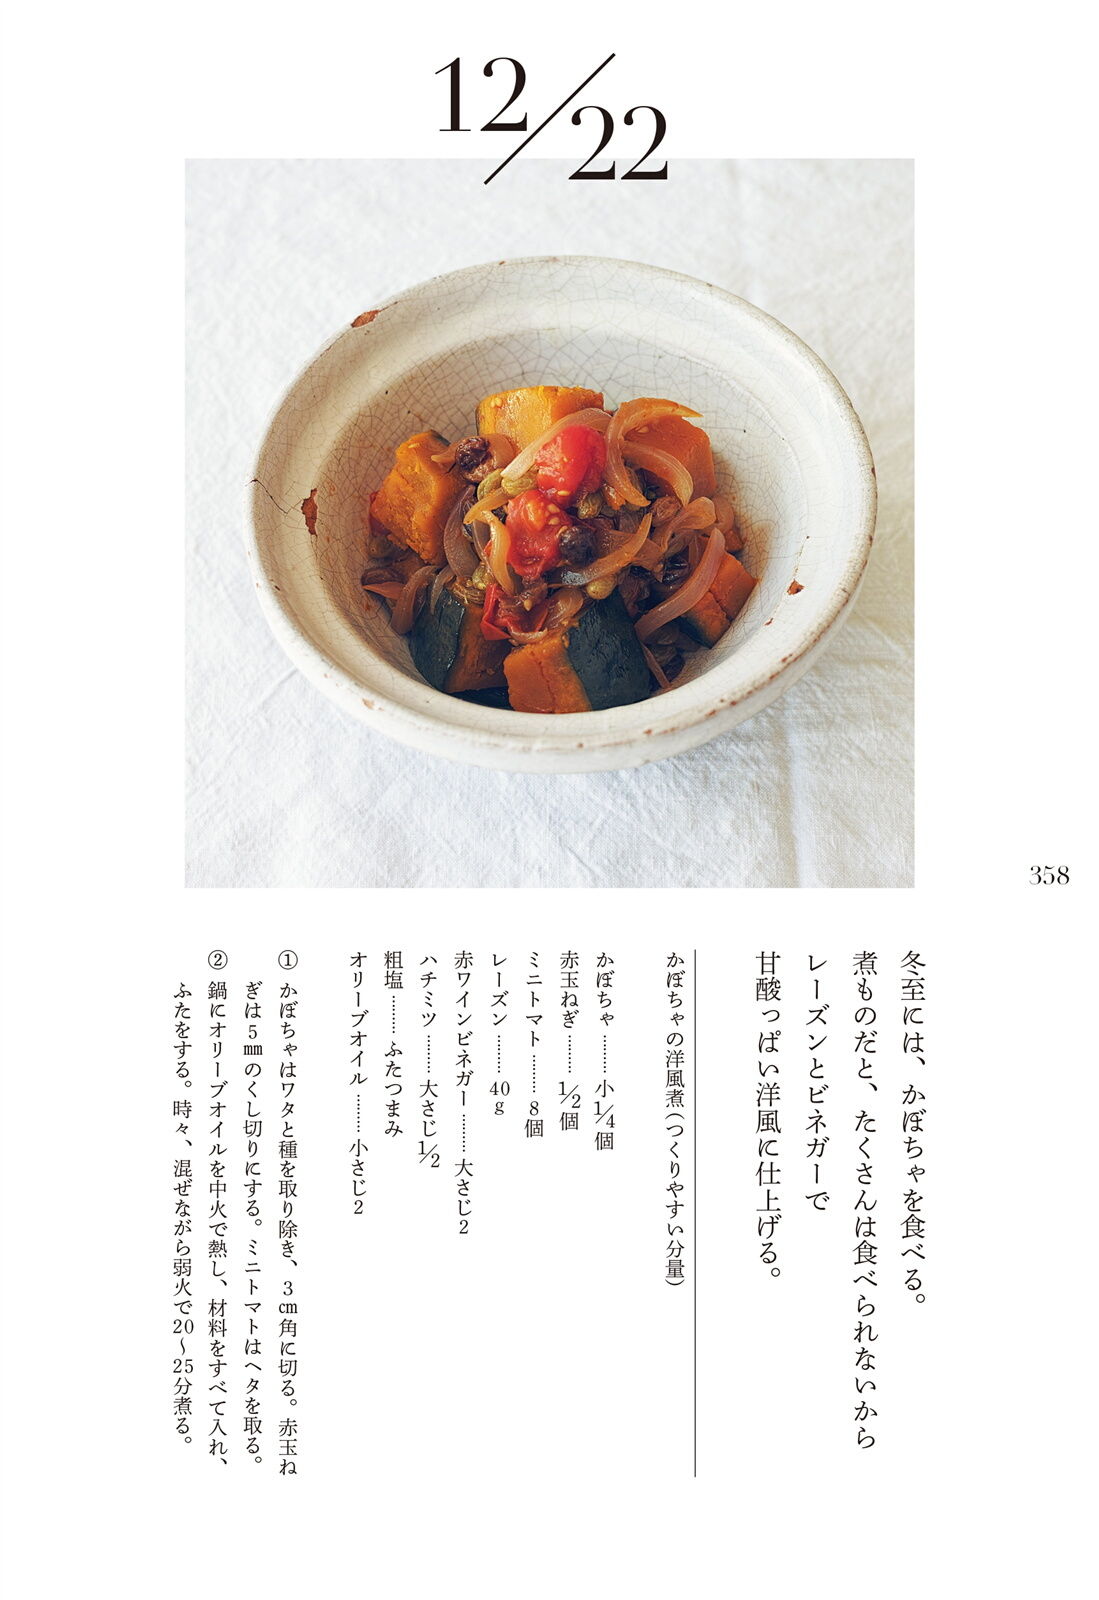 12/22
358
冬至には、かぼちゃを食べる。
煮ものだと、たくさんは食べられないから
レーズンとビネガーで
甘酸っぱい洋風に仕上げる。
かぼちゃの洋風煮（つくりやすい分量）
かぼちゃ………小1/4個
赤玉ねぎ………1/2個
ミニトマト………8個
レーズン………40g
赤ワインビネガー………大さじ2
ハチミツ………大さじ1/2
粗塩………ふたつまみ
オリーブオイル………小さじ2
① かぼちゃはワタと種を取り除き、3㎝角に切る。赤玉ね
ぎは5㎜のくし切りにする。ミニトマトはヘタを取る。
② 鍋にオリーブオイルを中火で熱し、材料をすべて入れ、
ふたをする。時々、混ぜながら弱火で20〜25分煮る。